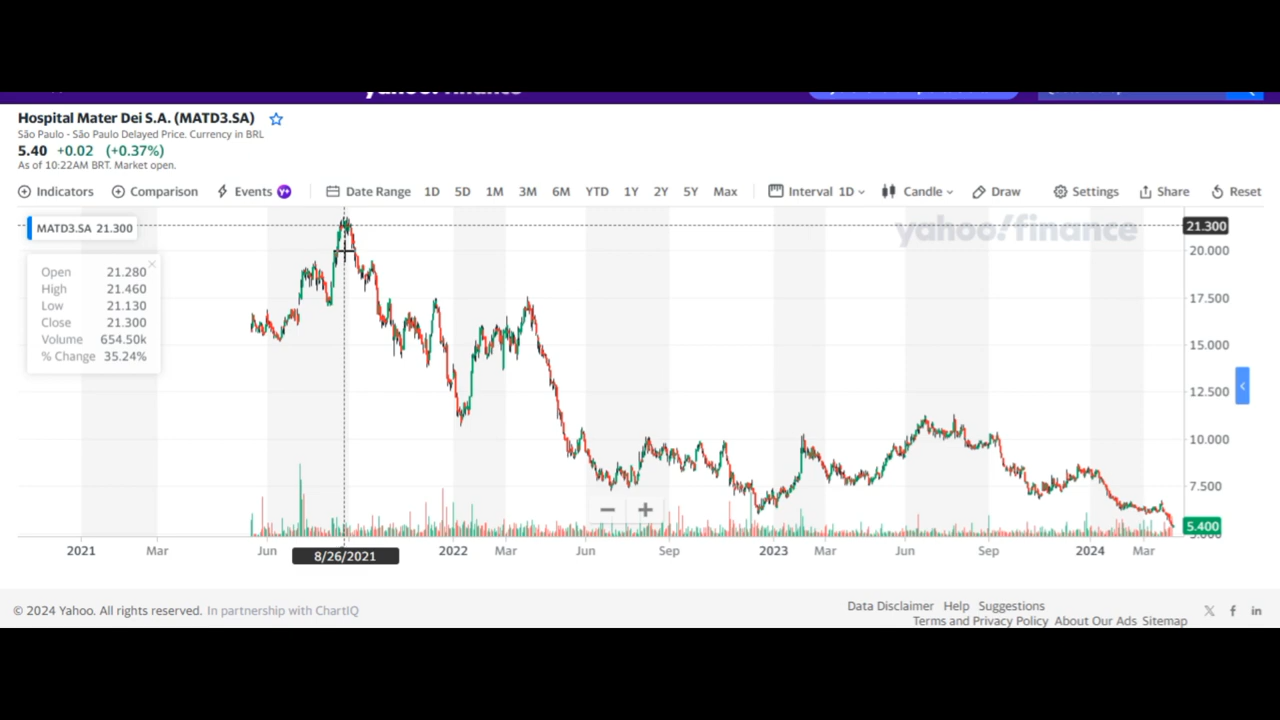 Hospital Mater Dei S.A. (MATD3.SA)
São Paulo - São Paulo Delayed Price. Currency in BRL
5.40 +0.02 (+0.37%)
As of 10:22AM BRT. Market open.
Indicators Comparison Events Y+ Date Range 1D 5D 1M 3M 6M YTD 1Y 2Y 5Y Max Interval 1D Candle Draw Settings Share Reset
MATD3.SA 21.300
yahoo!finance
21.300
20.000
17.500
15.000
12.500
10.000
7.500
5.400
5.000
Open 21.280
High 21.460
Low 21.130
Close 21.300
Volume 654.50k
% Change 35.24%
2021 Mar Jun 8/26/2021 2022 Mar Jun Sep 2023 Mar Jun Sep 2024 Mar
© 2024 Yahoo. All rights reserved. In partnership with ChartIQ
Data Disclaimer Help Suggestions
Terms and Privacy Policy About Our Ads Sitemap